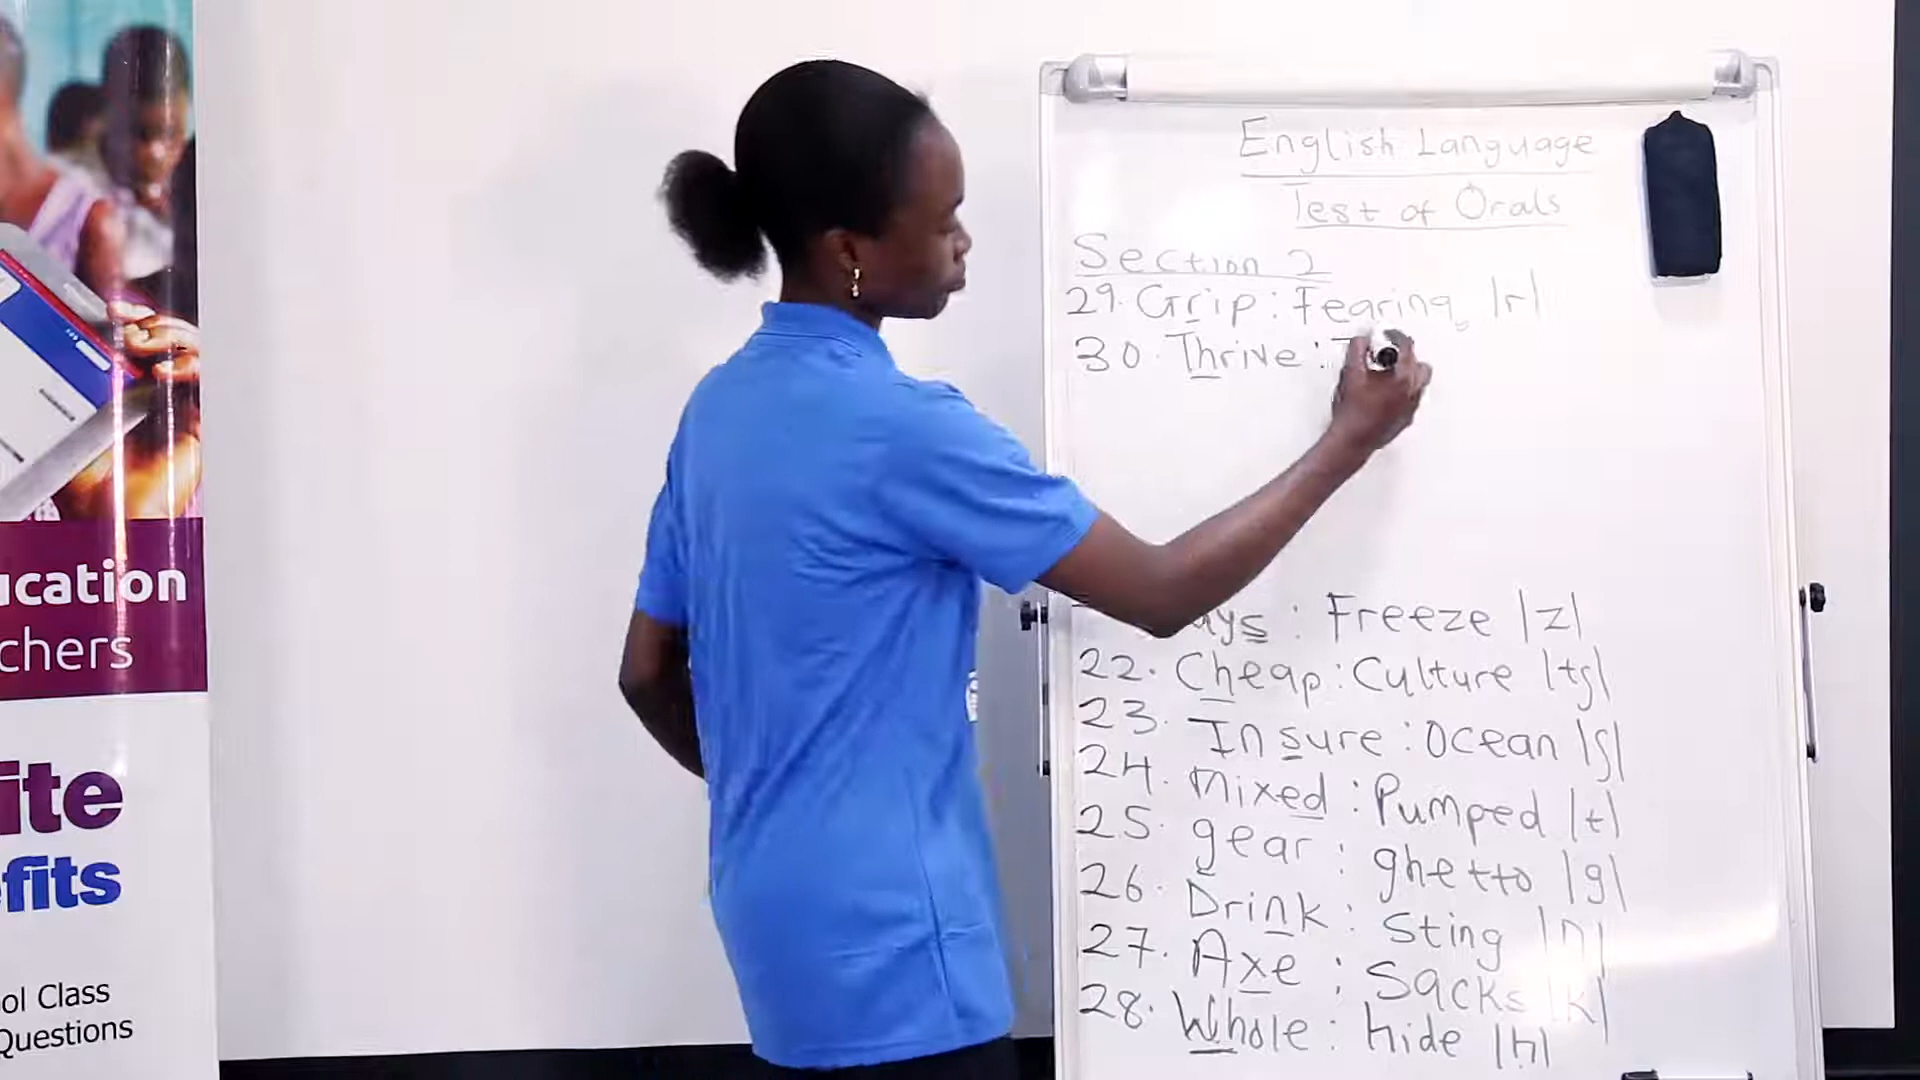 ucation
chers
ite
fits
ol Class
Questions
English Language
Test of Orals
Section 2
29. Grip : Fearing |r|
30. Thrive :
ays : Freeze |z|
22. Cheap : Culture |tʃ|
23. Insure : Ocean |ʃ|
24. Mixed : Pumped |t|
25. gear : ghetto |g|
26. Drink : Sting |ŋ|
27. Axe : Sacks |k|
28. Whole : hide |h|